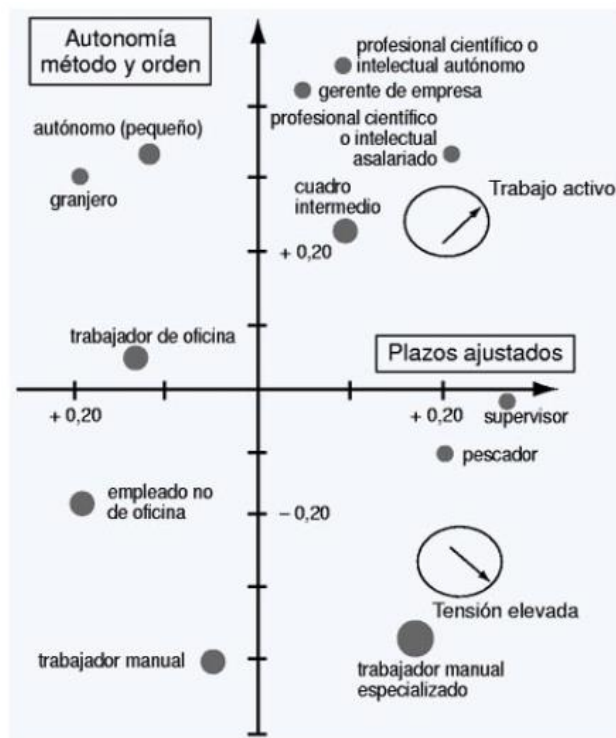 Autonomía
método y orden
profesional científico o
intelectual autónomo
gerente de empresa
profesional científico
o intelectual
asalariado
autónomo (pequeño)
granjero
cuadro
intermedio
Trabajo activo
+ 0,20
trabajador de oficina
Plazos ajustados
+ 0,20
+ 0,20
supervisor
pescador
empleado no
de oficina
– 0,20
Tensión elevada
trabajador manual
trabajador manual
especializado